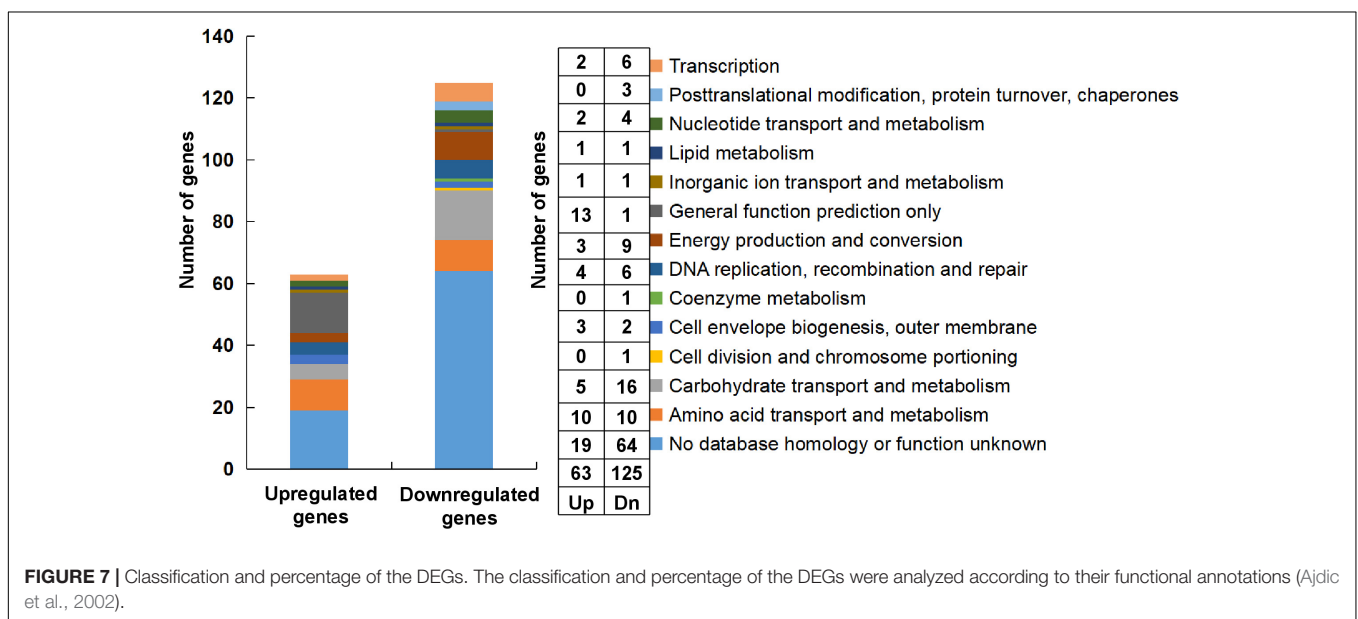 140
120
100
80
60
40
20
0
Number of genes
Upregulated
genes
Downregulated
genes
Number of genes
2 6 Transcription
0 3 Posttranslational modification, protein turnover, chaperones
2 4 Nucleotide transport and metabolism
1 1 Lipid metabolism
1 1 Inorganic ion transport and metabolism
13 1 General function prediction only
3 9 Energy production and conversion
4 6 DNA replication, recombination and repair
0 1 Coenzyme metabolism
3 2 Cell envelope biogenesis, outer membrane
0 1 Cell division and chromosome portioning
5 16 Carbohydrate transport and metabolism
10 10 Amino acid transport and metabolism
19 64 No database homology or function unknown
63 125
Up Dn
FIGURE 7 | Classification and percentage of the DEGs. The classification and percentage of the DEGs were analyzed according to their functional annotations (Ajdic
et al., 2002).